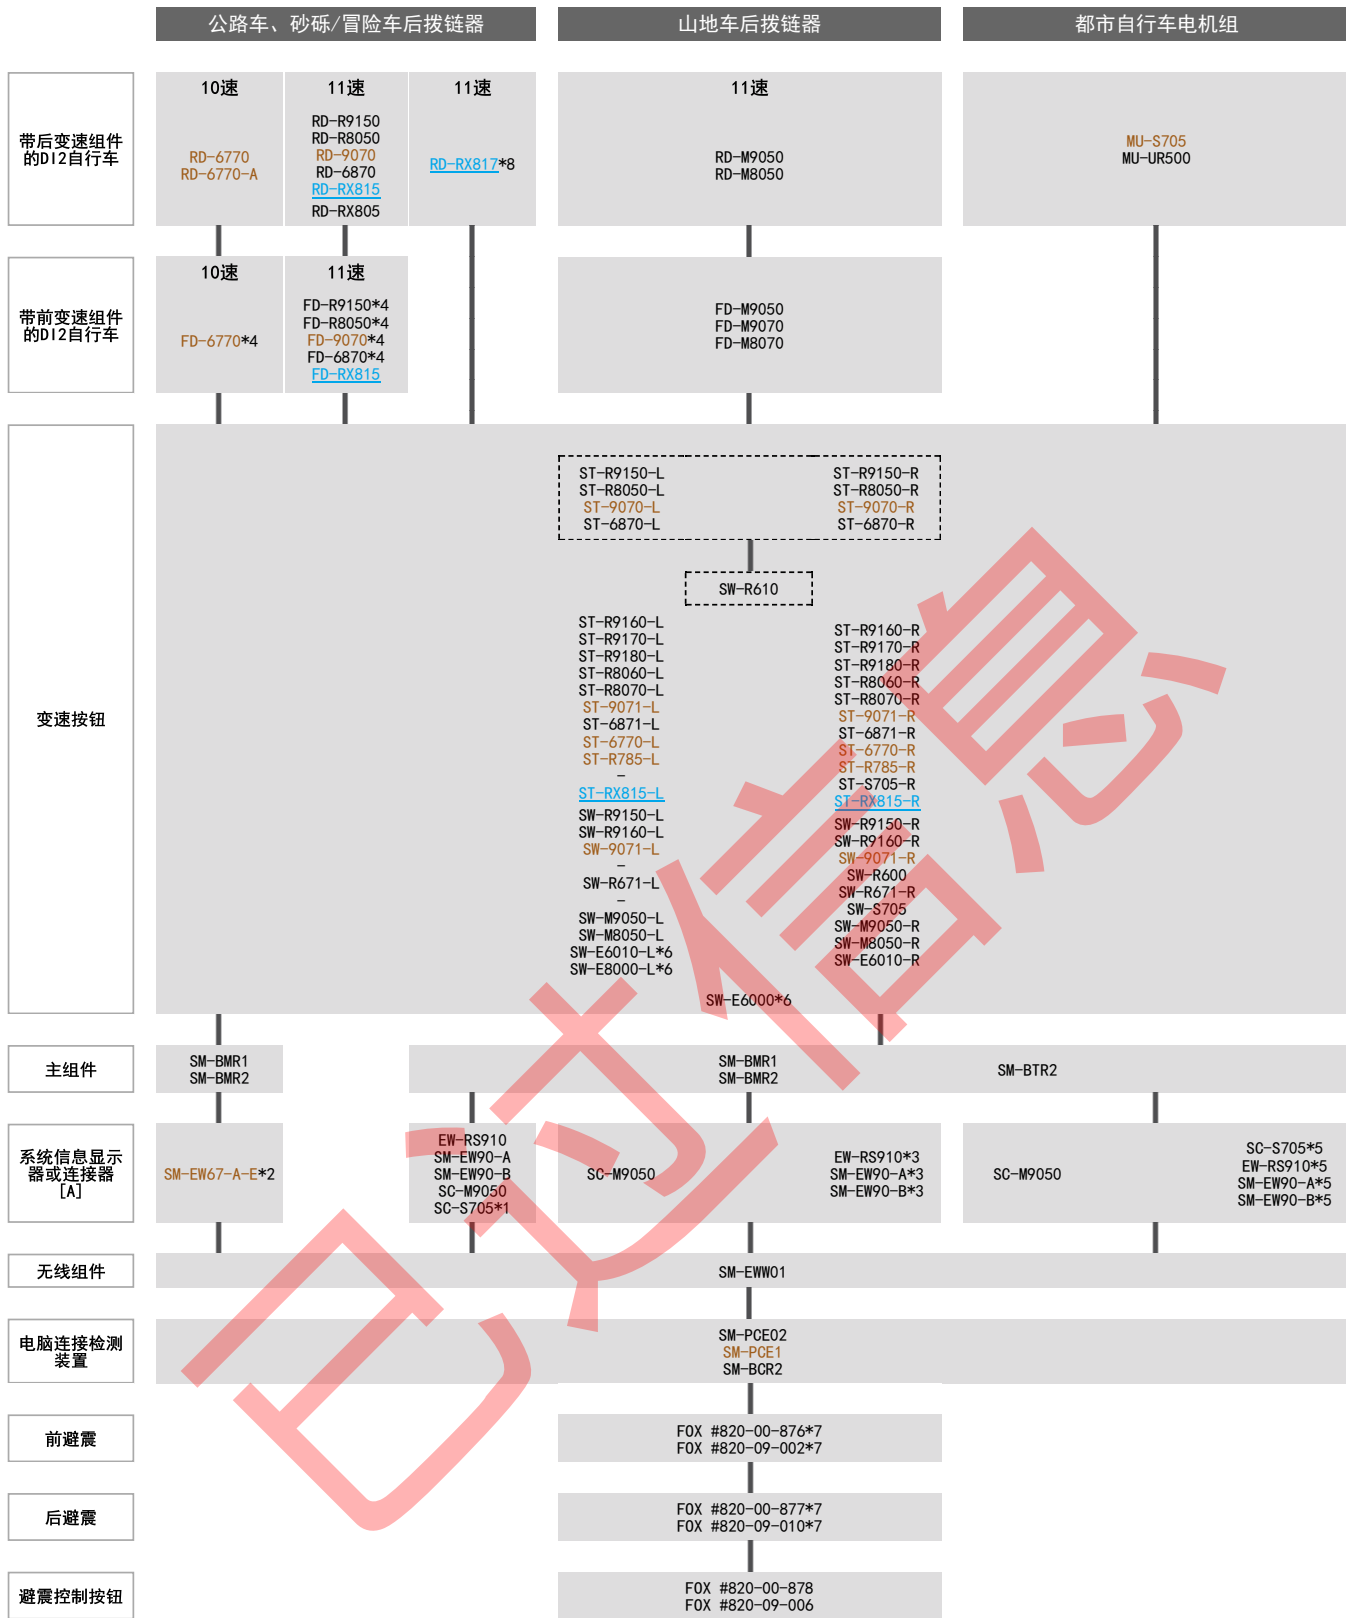 公路车、砂砾/冒险车后拨链器
山地车后拨链器
都市自行车电机组
带后变速组件
的DI2自行车
10速
RD-6770
RD-6770-A
11速
RD-R9150
RD-R8050
RD-9070
RD-6870
RD-RX815
RD-RX805
11速
RD-RX817*8
11速
RD-M9050
RD-M8050
MU-S705
MU-UR500
带前变速组件
的DI2自行车
10速
FD-6770*4
11速
FD-R9150*4
FD-R8050*4
FD-9070*4
FD-6870*4
FD-RX815
FD-M9050
FD-M9070
FD-M8070
变速按钮
ST-R9150-L
ST-R8050-L
ST-9070-L
ST-6870-L
ST-R9150-R
ST-R8050-R
ST-9070-R
ST-6870-R
SW-R610
ST-R9160-L
ST-R9170-L
ST-R9180-L
ST-R8060-L
ST-R8070-L
ST-9071-L
ST-6871-L
ST-6770-L
ST-R785-L
-
ST-RX815-L
SW-R9150-L
SW-R9160-L
SW-9071-L
-
SW-R671-L
-
SW-M9050-L
SW-M8050-L
SW-E6010-L*6
SW-E8000-L*6
ST-R9160-R
ST-R9170-R
ST-R9180-R
ST-R8060-R
ST-R8070-R
ST-9071-R
ST-6871-R
ST-6770-R
ST-R785-R
ST-S705-R
ST-RX815-R
SW-R9150-R
SW-R9160-R
SW-9071-R
SW-R600
SW-R671-R
SW-S705
SW-M9050-R
SW-M8050-R
SW-E6010-R
SW-E6000*6
主组件
SM-BMR1
SM-BMR2
SM-BMR1
SM-BMR2
SM-BTR2
系统信息显示
器或连接器
[A]
SM-EW67-A-E*2
EW-RS910
SM-EW90-A
SM-EW90-B
SC-M9050
SC-S705*1
SC-M9050
EW-RS910*3
SM-EW90-A*3
SM-EW90-B*3
SC-M9050
SC-S705*5
EW-RS910*5
SM-EW90-A*5
SM-EW90-B*5
无线组件
SM-EWW01
电脑连接检测
装置
SM-PCE02
SM-PCE1
SM-BCR2
前避震
FOX #820-00-876*7
FOX #820-09-002*7
后避震
FOX #820-00-877*7
FOX #820-09-010*7
避震控制按钮
FOX #820-00-878
FOX #820-09-006
已过信息